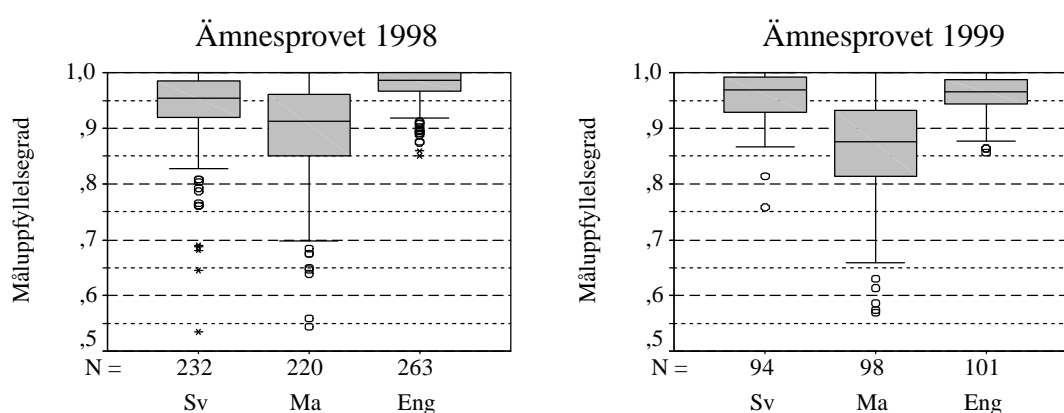 Ämnesprovet 1998
Måluppfyllelsegrad
1,0
,9
,8
,7
,6
,5
N = 232 220 263
Sv Ma Eng
Ämnesprovet 1999
Måluppfyllelsegrad
1,0
,9
,8
,7
,6
,5
N = 94 98 101
Sv Ma Eng